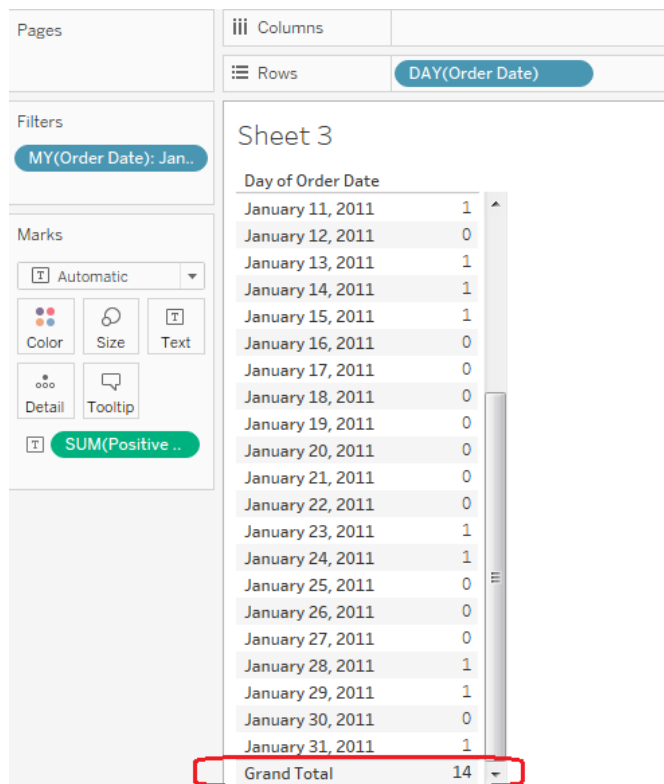 Pages
Columns
Rows
DAY(Order Date)
Filters
MY(Order Date): Jan..
Marks
T Automatic
Color
Size
T
Text
Detail
Tooltip
T SUM(Positive ..
Sheet 3
Day of Order Date
January 11, 2011 1
January 12, 2011 0
January 13, 2011 1
January 14, 2011 1
January 15, 2011 1
January 16, 2011 0
January 17, 2011 0
January 18, 2011 0
January 19, 2011 0
January 20, 2011 0
January 21, 2011 0
January 22, 2011 0
January 23, 2011 1
January 24, 2011 1
January 25, 2011 0
January 26, 2011 0
January 27, 2011 0
January 28, 2011 1
January 29, 2011 1
January 30, 2011 0
January 31, 2011 1
Grand Total 14